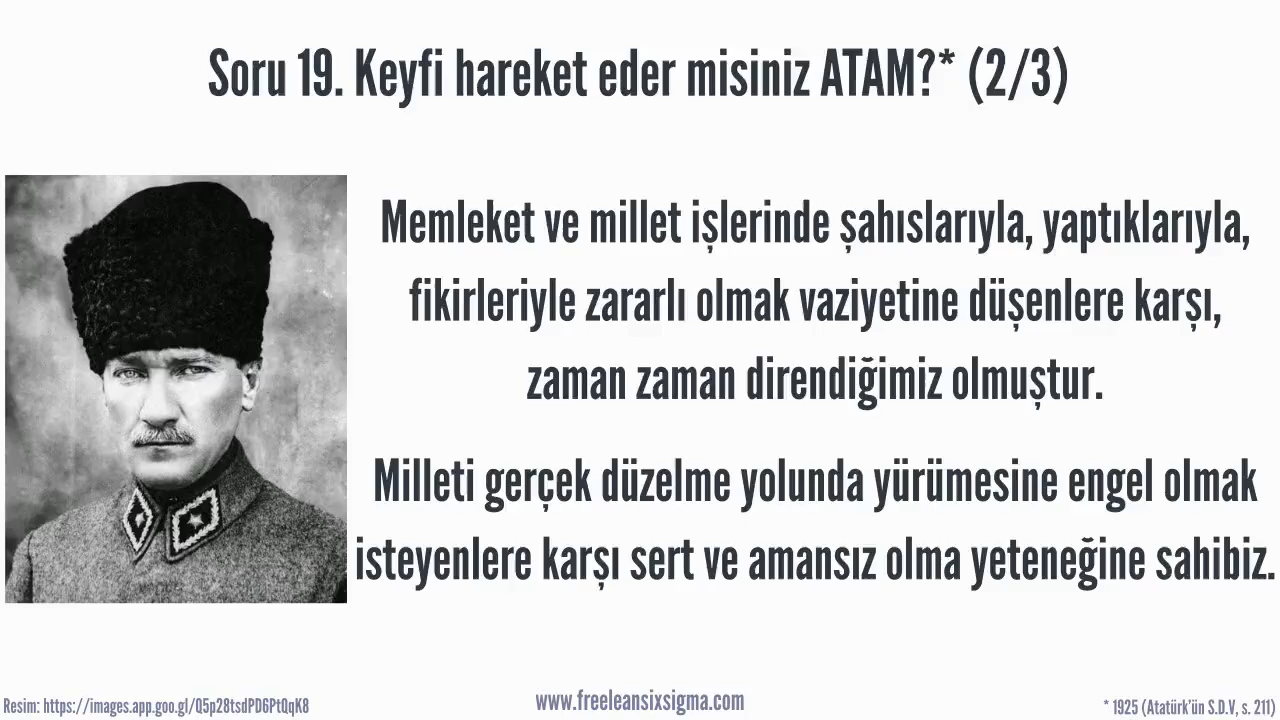 Soru 19. Keyfi hareket eder misiniz ATAM?* (2/3)
Memleket ve millet işlerinde şahıslarıyla, yaptıklarıyla,
fikirleriyle zararlı olmak vaziyetine düşenlere karşı,
zaman zaman direndiğimiz olmuştur.
Milleti gerçek düzelme yolunda yürümesine engel olmak
isteyenlere karşı sert ve amansız olma yeteneğine sahibiz.
Resim: https://images.app.goo.gl/Q5p28tsdPD6PtQqK8
www.freeleansixsigma.com
* 1925 (Atatürk'ün S.D.V, s. 211)